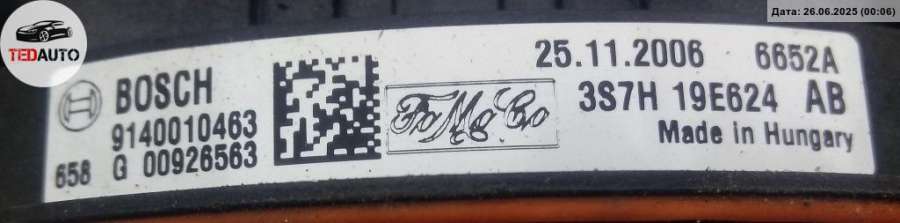 Дата: 26.06.2025 (00:06)
TEDAUTO
BOSCH
9140010463
658 G 00926563
FoMoCo
25.11.2006 6652A
3S7H 19E624 AB
Made in Hungary